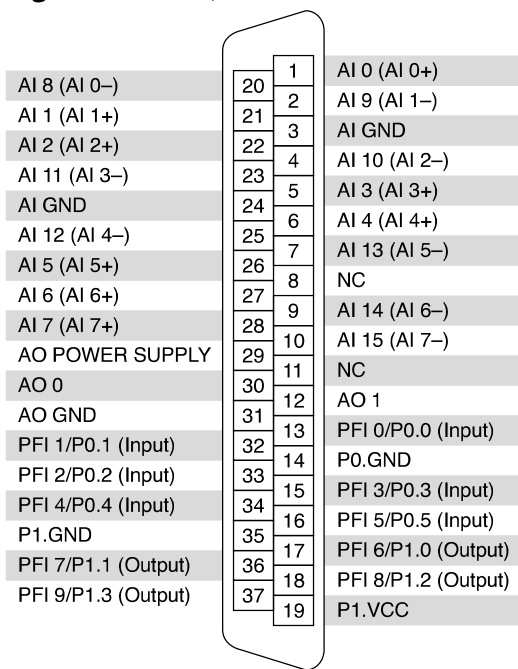 AI 8 (AI 0–)
AI 1 (AI 1+)
AI 2 (AI 2+)
AI 11 (AI 3–)
AI GND
AI 12 (AI 4–)
AI 5 (AI 5+)
AI 6 (AI 6+)
AI 7 (AI 7+)
AO POWER SUPPLY
AO 0
AO GND
PFI 1/P0.1 (Input)
PFI 2/P0.2 (Input)
PFI 4/P0.4 (Input)
P1.GND
PFI 7/P1.1 (Output)
PFI 9/P1.3 (Output)
20
21
22
23
24
25
26
27
28
29
30
31
32
33
34
35
36
37
1
2
3
4
5
6
7
8
9
10
11
12
13
14
15
16
17
18
19
AI 0 (AI 0+)
AI 9 (AI 1–)
AI GND
AI 10 (AI 2–)
AI 3 (AI 3+)
AI 4 (AI 4+)
AI 13 (AI 5–)
NC
AI 14 (AI 6–)
AI 15 (AI 7–)
NC
AO 1
PFI 0/P0.0 (Input)
P0.GND
PFI 3/P0.3 (Input)
PFI 5/P0.5 (Input)
PFI 6/P1.0 (Output)
PFI 8/P1.2 (Output)
P1.VCC